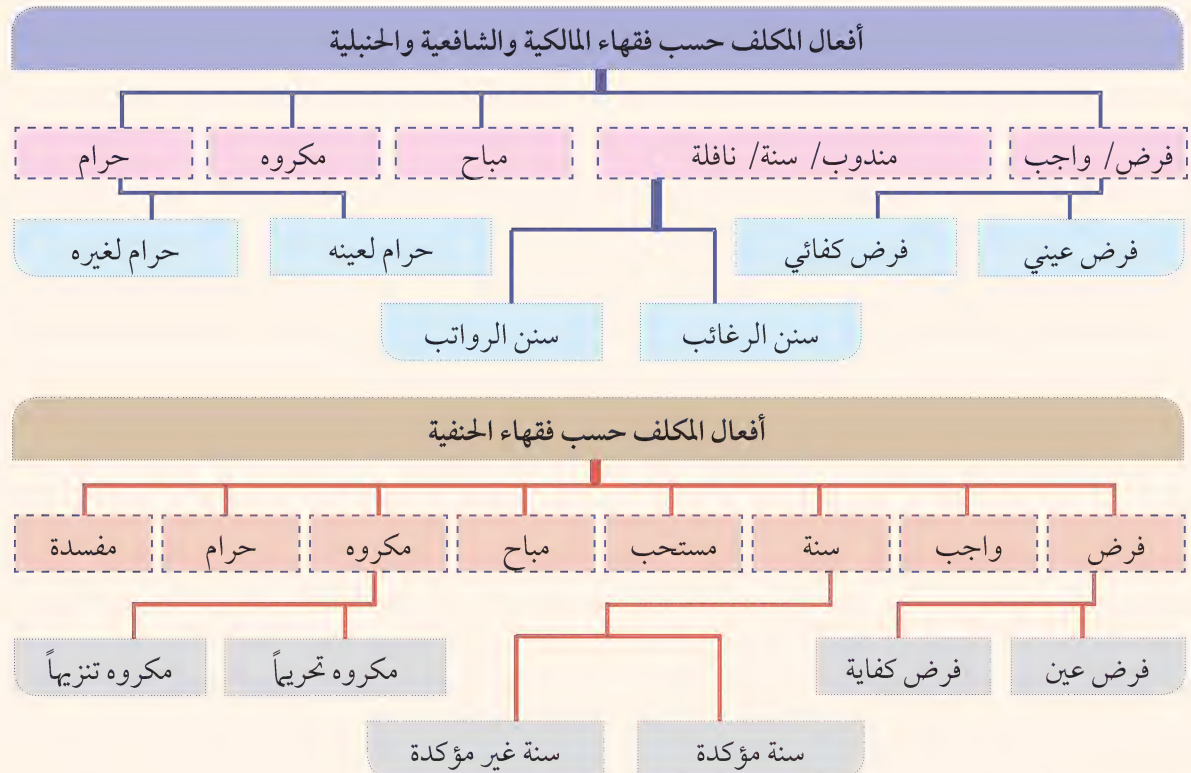 أفعال المكلف حسب فقهاء المالكية والشافعية والحنبلية
فرض/ واجب
مندوب/ سنة/ نافلة
مباح
مكروه
حرام
فرض عيني
فرض كفائي
حرام لعينه
حرام لغيره
سنن الرغائب
سنن الرواتب
أفعال المكلف حسب فقهاء الحنفية
فرض
واجب
سنة
مستحب
مباح
مكروه
حرام
مفسدة
فرض عين
فرض كفاية
مكروه تحريماً
مكروه تنزيهاً
سنة مؤكدة
سنة غير مؤكدة